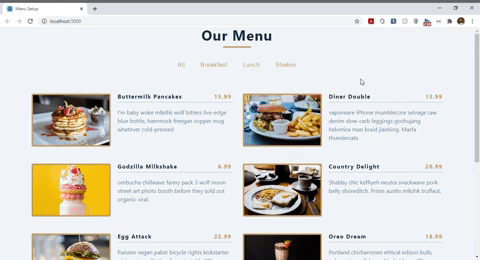 Menu Setup
localhost:3000
Our Menu
All Breakfast Lunch Shakes
Buttermilk Pancakes 15.99
I'm baby woke mlkshk wolf bitters live-edge
blue bottle, hammock freegan copper mug
whatever cold-pressed
Diner Double 13.99
vaporware iPhone mumblecore selvage raw
denim slow-carb leggings gochujang
helvetica man braid jianbing. Marfa
thundercats
Godzilla Milkshake 6.99
ombucha chillwave fanny pack 3 wolf moon
street art photo booth before they sold out
organic viral.
Country Delight 20.99
Shabby chic keffiyeh neutra snackwave pork
belly shoreditch. Prism austin mlkshk truffaut,
Egg Attack 22.99
franzen vegan pabst bicycle rights kickstarter
Oreo Dream 18.99
Portland chicharrones ethical edison bulb,